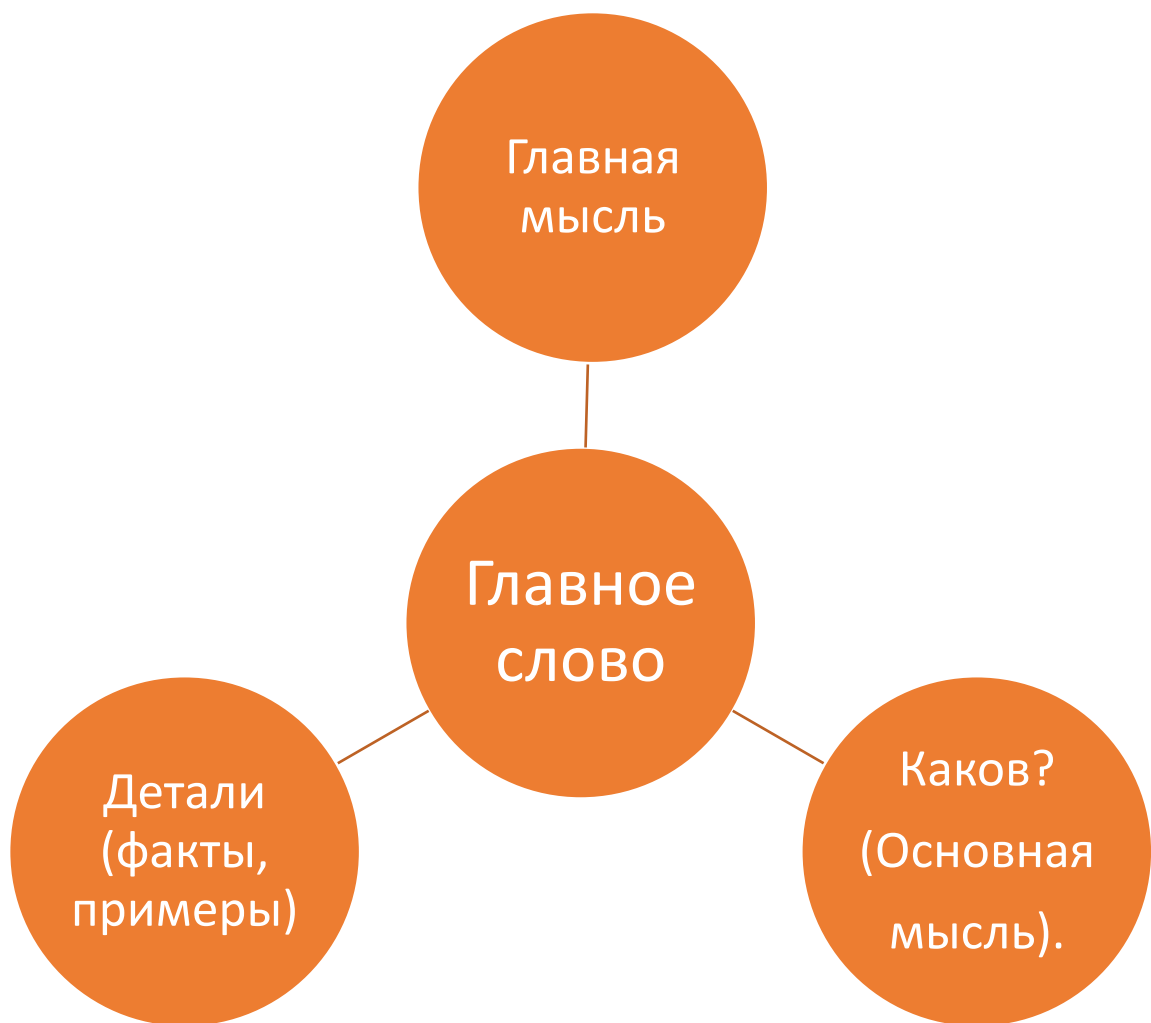 Главная
мысль
Главное
слово
Детали
(факты,
примеры)
Каков?
(Основная
мысль).